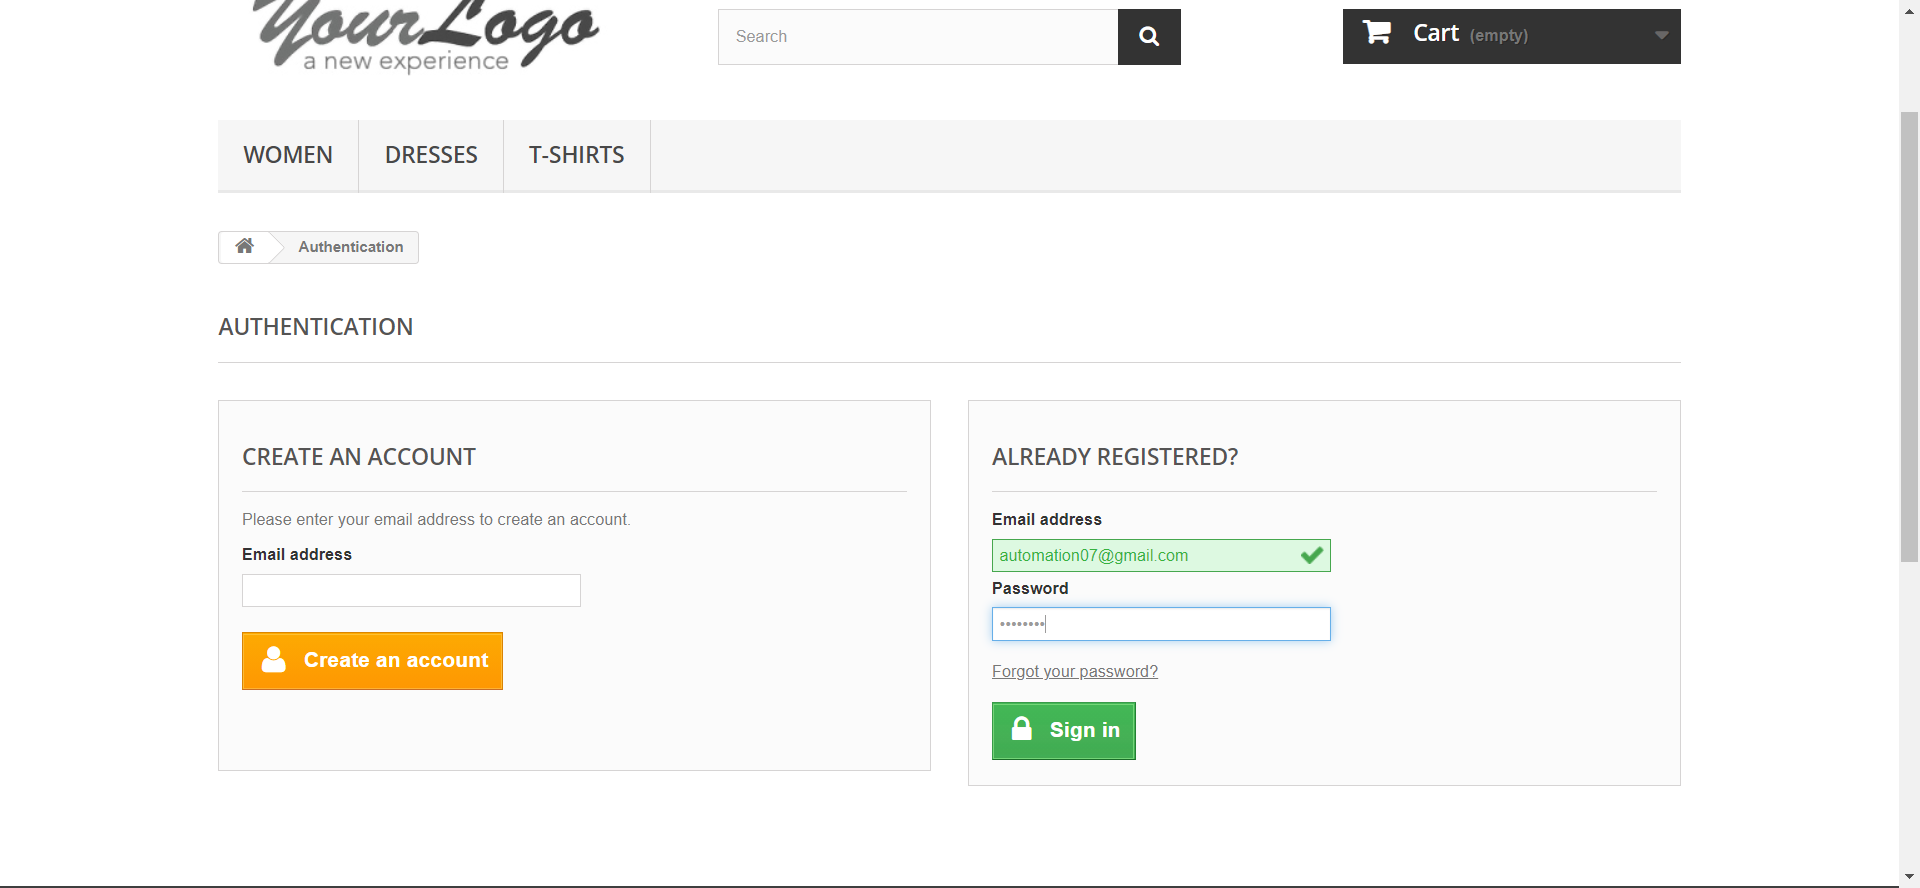 YourLogo
a new experience
Search
Cart (empty)
WOMEN
DRESSES
T-SHIRTS
Authentication
AUTHENTICATION
CREATE AN ACCOUNT
Please enter your email address to create an account.
Email address
Create an account
ALREADY REGISTERED?
Email address
automation07@gmail.com
Password
••••••••
Forgot your password?
Sign in